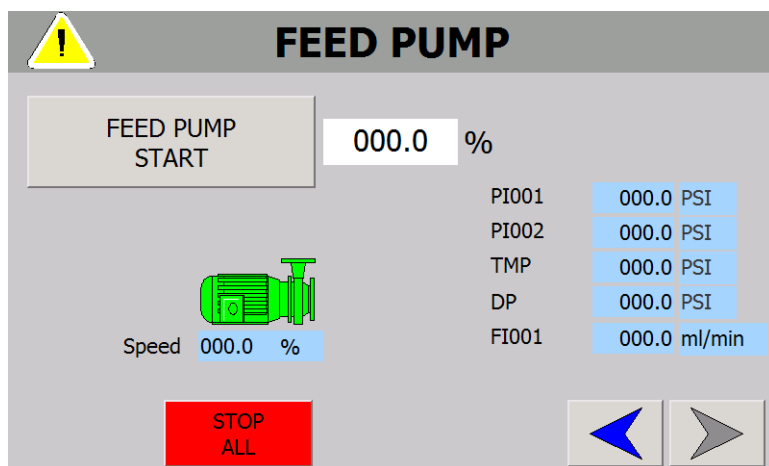 FEED PUMP
FEED PUMP
START
000.0 %
PI001 000.0 PSI
PI002 000.0 PSI
TMP 000.0 PSI
DP 000.0 PSI
FI001 000.0 ml/min
Speed 000.0 %
STOP
ALL